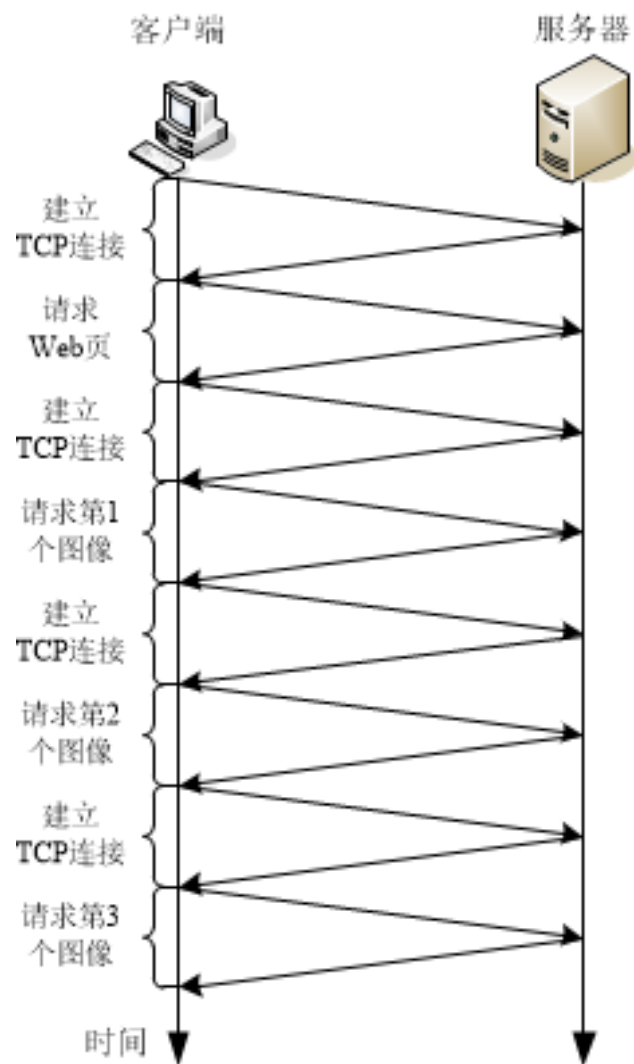 客户端
服务器
建立
TCP连接
请求
Web页
建立
TCP连接
请求第1
个图像
建立
TCP连接
请求第2
个图像
建立
TCP连接
请求第3
个图像
时间